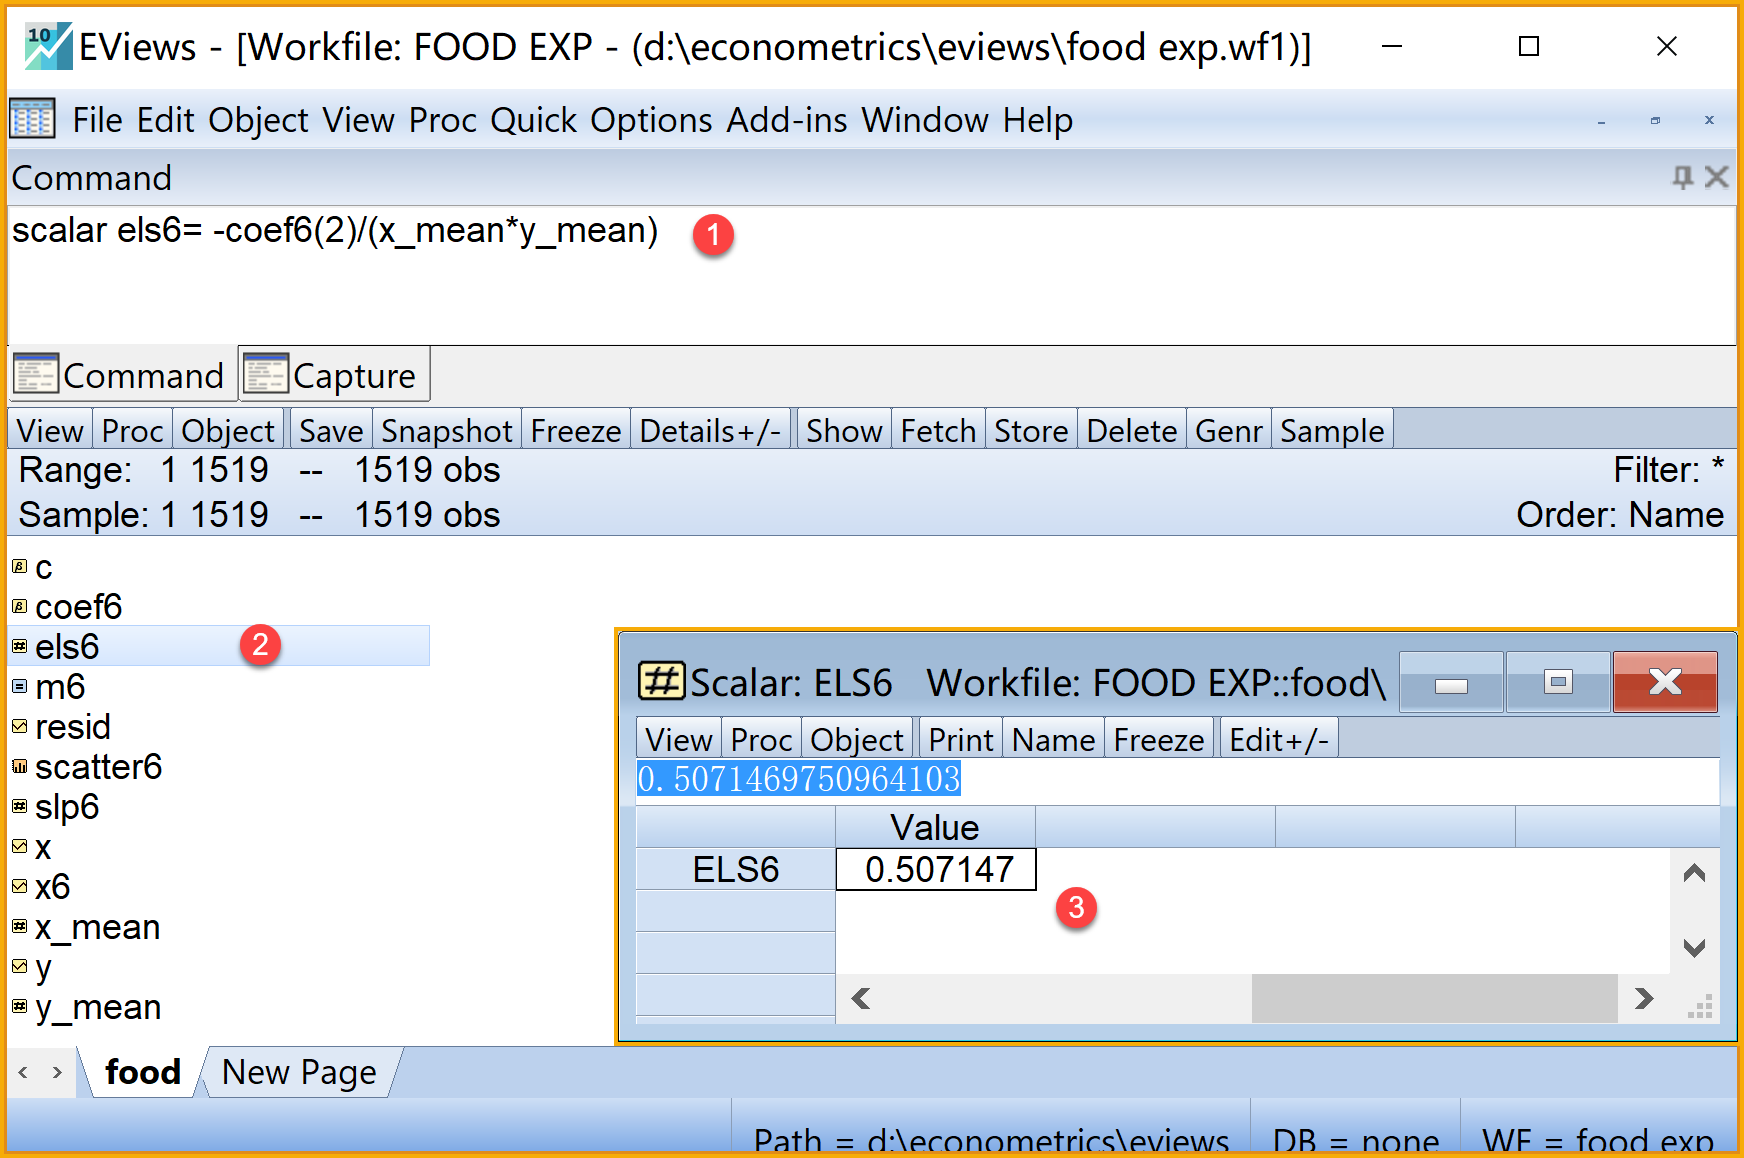 10 EViews - [Workfile: FOOD EXP - (d:\econometrics\eviews\food exp.wf1)]
File Edit Object View Proc Quick Options Add-ins Window Help
Command
scalar els6= -coef6(2)/(x_mean*y_mean) 1
Command Capture
View Proc Object Save Snapshot Freeze Details+/- Show Fetch Store Delete Genr Sample
Range: 1 1519 -- 1519 obs Filter: *
Sample: 1 1519 -- 1519 obs Order: Name
β c
β coef6
# els6 2
= m6
resid
scatter6
# slp6
x
x6
# x_mean
y
# y_mean
# Scalar: ELS6 Workfile: FOOD EXP::food\
View Proc Object Print Name Freeze Edit+/-
0.5071469750964103
Value
ELS6 0.507147
3
food New Page
Path = d:\econometrics\eviews DB = none WF = food exp